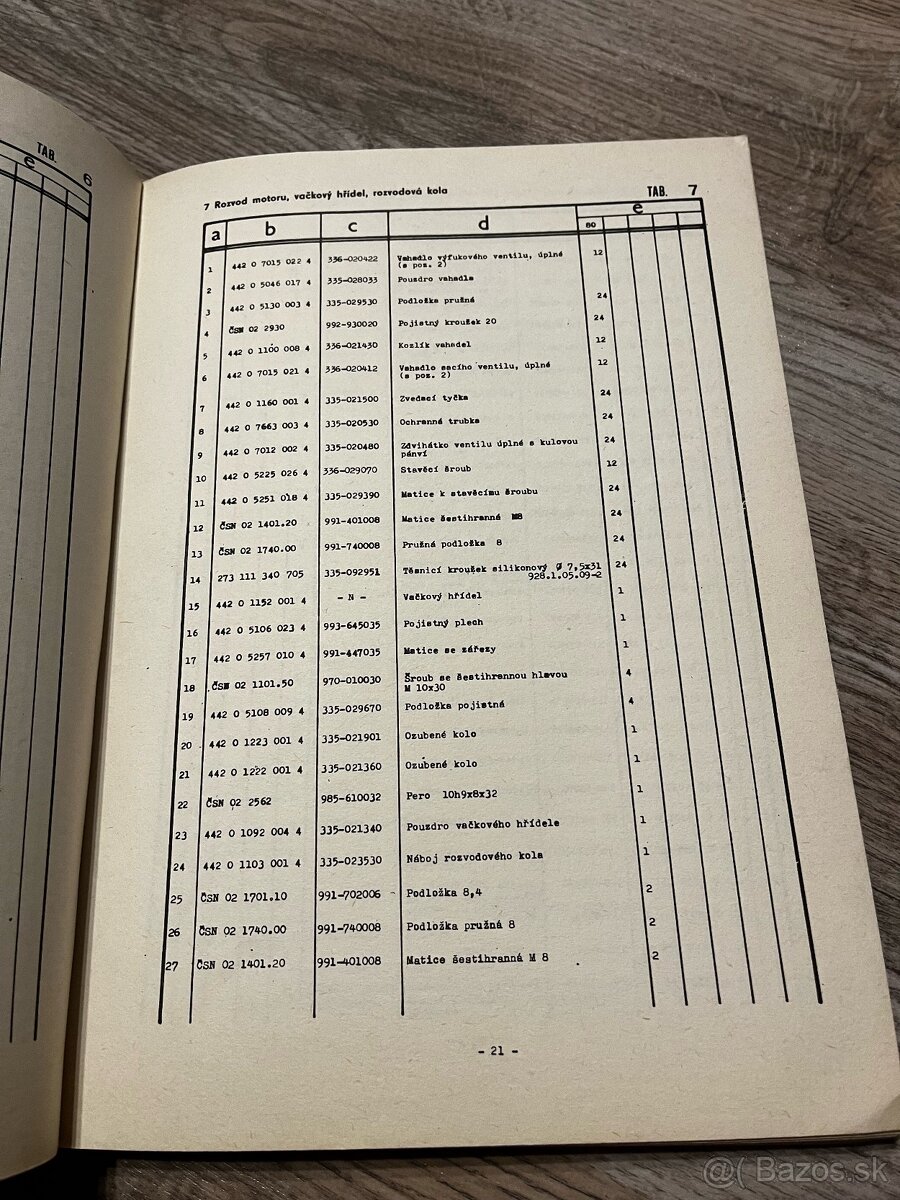 TAB. 6
e
7 Rozvod motoru, vačkový hřídel, rozvodová kola TAB. 7
a b c d e
80
1 442 0 7015 022 4 336-020422 Vahadlo výfukového ventilu, úplné 12
(s poz. 2)
2 442 0 5046 017 4 335-028033 Pouzdro vahadla
3 442 0 5130 003 4 335-029530 Podložka pružná 24
4 ČSN 02 2930 992-930020 Pojistný kroužek 20 24
5 442 0 1100 008 4 336-021430 Kozlík vahadel 12
6 442 0 7015 021 4 336-020412 Vahadlo sacího ventilu, úplné 12
(s poz. 2)
7 442 0 1160 001 4 335-021500 Zvedací tyčka 24
8 442 0 7663 003 4 335-020530 Ochranná trubka 24
9 442 0 7012 002 4 335-020480 Zdvihátko ventilu úplné s kulovou 24
pánví
10 442 0 5225 026 4 336-029070 Stavěcí šroub 12
11 442 0 5251 018 4 335-029390 Matice k stavěcímu šroubu 24
12 ČSN 02 1401.20 991-401008 Matice šestihranná M8 24
13 ČSN 02 1740.00 991-740008 Pružná podložka 8 24
14 273 111 340 705 335-092951 Těsnicí kroužek silikonový Ø 7,5x31 24
928.1.05.09-2
15 442 0 1152 001 4 - N - Vačkový hřídel 1
16 442 0 5106 023 4 993-645035 Pojistný plech 1
17 442 0 5257 010 4 991-447035 Matice se zářezy 1
18 ČSN 02 1101.50 970-010030 Šroub se šestihrannou hlavou 4
M 10x30
19 442 0 5108 009 4 335-029670 Podložka pojistná 4
20 442 0 1223 001 4 335-021901 Ozubené kolo 1
21 442 0 1222 001 4 335-021360 Ozubené kolo 1
22 ČSN 02 2562 985-610032 Pero 10h9x8x32 1
23 442 0 1092 004 4 335-021340 Pouzdro vačkového hřídele 1
24 442 0 1103 001 4 335-023530 Náboj rozvodového kola 1
25 ČSN 02 1701.10 991-702006 Podložka 8,4 2
26 ČSN 02 1740.00 991-740008 Podložka pružná 8 2
27 ČSN 02 1401.20 991-401008 Matice šestihranná M 8 2
- 21 -
@( Bazos.sk